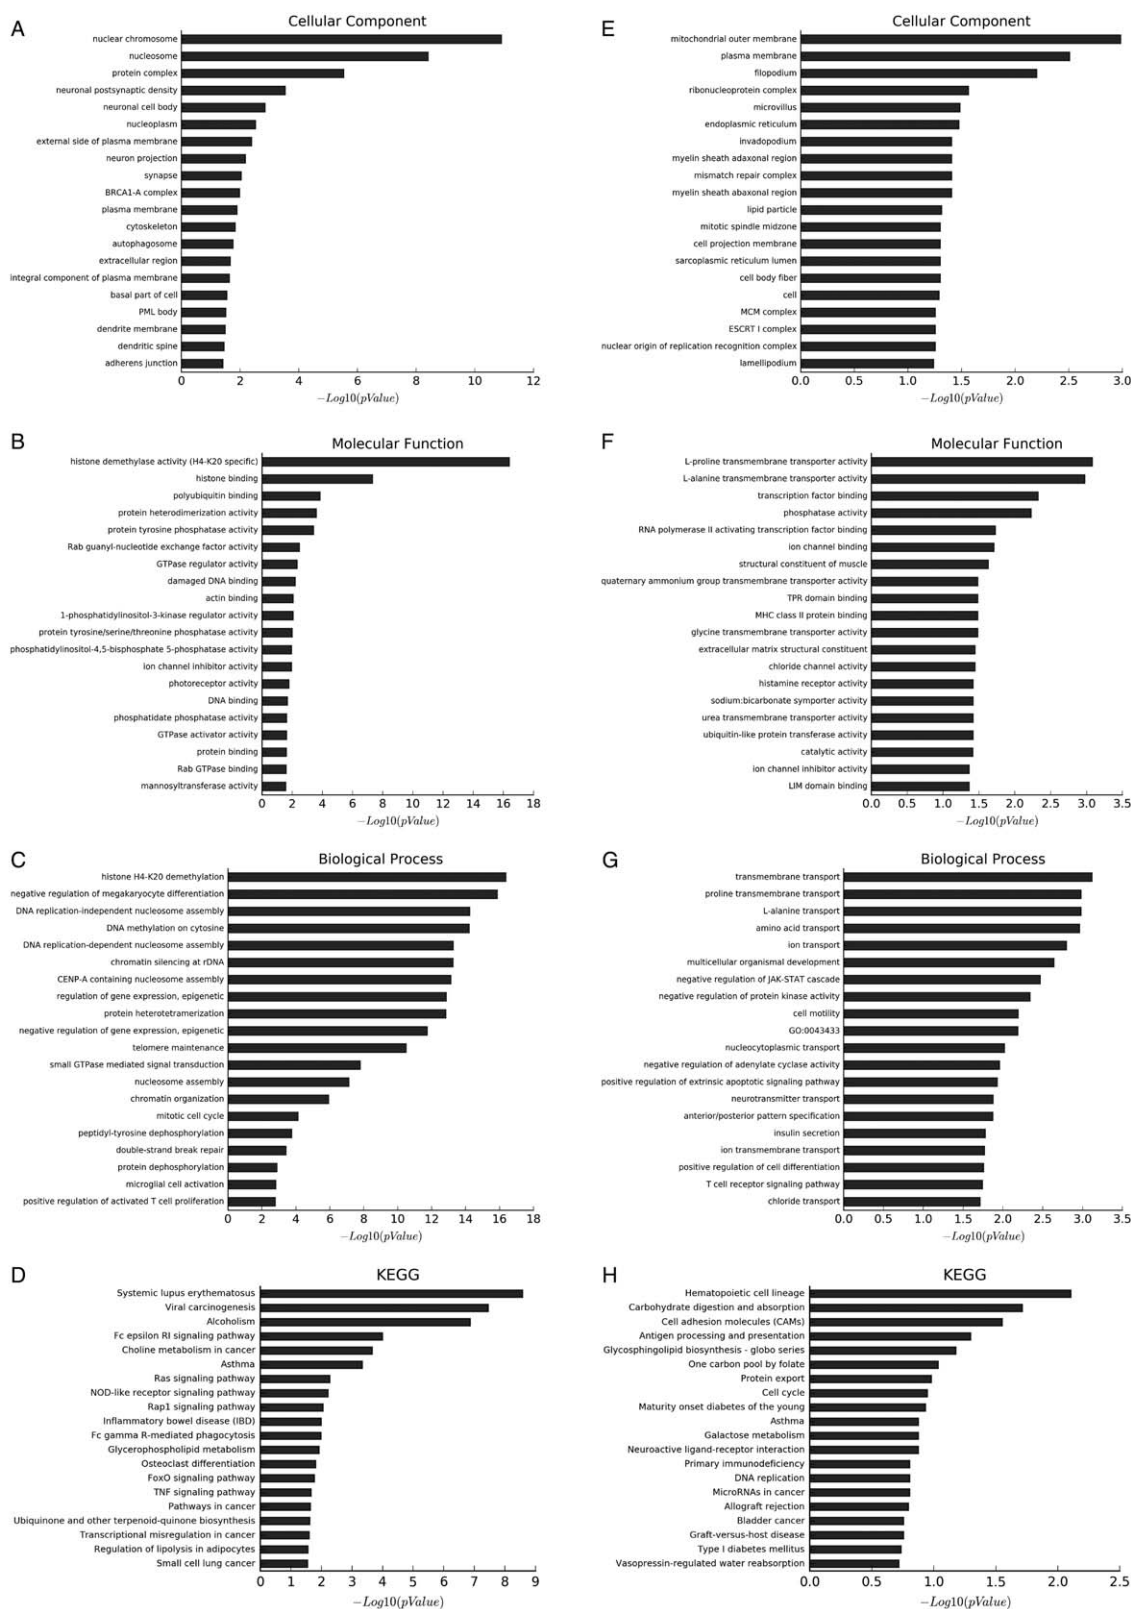 A
Cellular Component
nuclear chromosome
nucleosome
protein complex
neuronal postsynaptic density
neuronal cell body
nucleoplasm
external side of plasma membrane
neuron projection
synapse
BRCA1-A complex
plasma membrane
cytoskeleton
autophagosome
extracellular region
integral component of plasma membrane
basal part of cell
PML body
dendrite membrane
dendritic spine
adherens junction
0 2 4 6 8 10 12
−Log10(pValue)
E
Cellular Component
mitochondrial outer membrane
plasma membrane
filopodium
ribonucleoprotein complex
microvillus
endoplasmic reticulum
invadopodium
myelin sheath adaxonal region
mismatch repair complex
myelin sheath abaxonal region
lipid particle
mitotic spindle midzone
cell projection membrane
sarcoplasmic reticulum lumen
cell body fiber
cell
MCM complex
ESCRT I complex
nuclear origin of replication recognition complex
lamellipodium
0.0 0.5 1.0 1.5 2.0 2.5 3.0
−Log10(pValue)
B
Molecular Function
histone demethylase activity (H4-K20 specific)
histone binding
polyubiquitin binding
protein heterodimerization activity
protein tyrosine phosphatase activity
Rab guanyl-nucleotide exchange factor activity
GTPase regulator activity
damaged DNA binding
actin binding
1-phosphatidylinositol-3-kinase regulator activity
protein tyrosine/serine/threonine phosphatase activity
phosphatidylinositol-4,5-bisphosphate 5-phosphatase activity
ion channel inhibitor activity
photoreceptor activity
DNA binding
phosphatidate phosphatase activity
GTPase activator activity
protein binding
Rab GTPase binding
mannosyltransferase activity
0 2 4 6 8 10 12 14 16 18
−Log10(pValue)
F
Molecular Function
L-proline transmembrane transporter activity
L-alanine transmembrane transporter activity
transcription factor binding
phosphatase activity
RNA polymerase II activating transcription factor binding
ion channel binding
structural constituent of muscle
quaternary ammonium group transmembrane transporter activity
TPR domain binding
MHC class II protein binding
glycine transmembrane transporter activity
extracellular matrix structural constituent
chloride channel activity
histamine receptor activity
sodium:bicarbonate symporter activity
urea transmembrane transporter activity
ubiquitin-like protein transferase activity
catalytic activity
ion channel inhibitor activity
LIM domain binding
0.0 0.5 1.0 1.5 2.0 2.5 3.0 3.5
−Log10(pValue)
C
Biological Process
histone H4-K20 demethylation
negative regulation of megakaryocyte differentiation
DNA replication-independent nucleosome assembly
DNA methylation on cytosine
DNA replication-dependent nucleosome assembly
chromatin silencing at rDNA
CENP-A containing nucleosome assembly
regulation of gene expression, epigenetic
protein heterotetramerization
negative regulation of gene expression, epigenetic
telomere maintenance
small GTPase mediated signal transduction
nucleosome assembly
chromatin organization
mitotic cell cycle
peptidyl-tyrosine dephosphorylation
double-strand break repair
protein dephosphorylation
microglial cell activation
positive regulation of activated T cell proliferation
0 2 4 6 8 10 12 14 16 18
−Log10(pValue)
G
Biological Process
transmembrane transport
proline transmembrane transport
L-alanine transport
amino acid transport
ion transport
multicellular organismal development
negative regulation of JAK-STAT cascade
negative regulation of protein kinase activity
cell motility
GO:0043433
nucleocytoplasmic transport
negative regulation of adenylate cyclase activity
positive regulation of extrinsic apoptotic signaling pathway
neurotransmitter transport
anterior/posterior pattern specification
insulin secretion
ion transmembrane transport
positive regulation of cell differentiation
T cell receptor signaling pathway
chloride transport
0.0 0.5 1.0 1.5 2.0 2.5 3.0 3.5
−Log10(pValue)
D
KEGG
Systemic lupus erythematosus
Viral carcinogenesis
Alcoholism
Fc epsilon RI signaling pathway
Choline metabolism in cancer
Asthma
Ras signaling pathway
NOD-like receptor signaling pathway
Rap1 signaling pathway
Inflammatory bowel disease (IBD)
Fc gamma R-mediated phagocytosis
Glycerophospholipid metabolism
Osteoclast differentiation
FoxO signaling pathway
TNF signaling pathway
Pathways in cancer
Ubiquinone and other terpenoid-quinone biosynthesis
Transcriptional misregulation in cancer
Regulation of lipolysis in adipocytes
Small cell lung cancer
0 1 2 3 4 5 6 7 8 9
−Log10(pValue)
H
KEGG
Hematopoietic cell lineage
Carbohydrate digestion and absorption
Cell adhesion molecules (CAMs)
Antigen processing and presentation
Glycosphingolipid biosynthesis - globo series
One carbon pool by folate
Protein export
Cell cycle
Maturity onset diabetes of the young
Asthma
Galactose metabolism
Neuroactive ligand-receptor interaction
Primary immunodeficiency
DNA replication
MicroRNAs in cancer
Allograft rejection
Bladder cancer
Graft-versus-host disease
Type I diabetes mellitus
Vasopressin-regulated water reabsorption
0.0 0.5 1.0 1.5 2.0 2.5
−Log10(pValue)